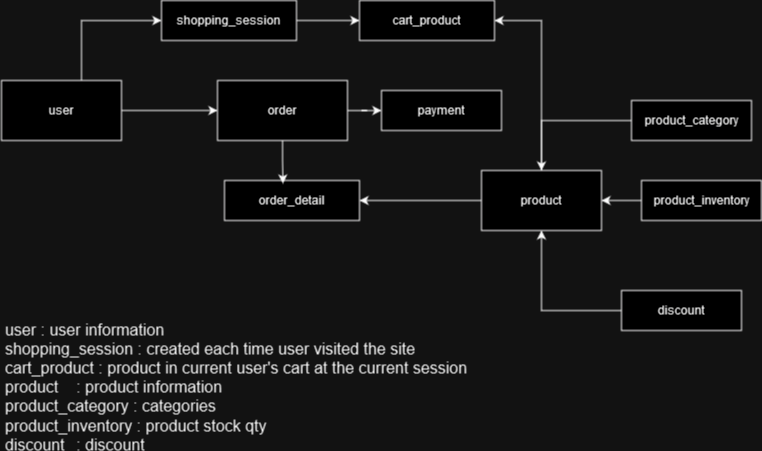 shopping_session
cart_product
user
order
payment
product_category
order_detail
product
product_inventory
discount
user : user information
shopping_session : created each time user visited the site
cart_product : product in current user's cart at the current session
product : product information
product_category : categories
product_inventory : product stock qty
discount : discount